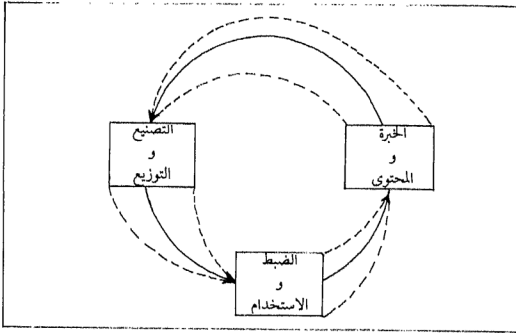 الخبرة
و
المحتوى
التصنيع
و
التوزيع
الضبط
و
الاستخدام